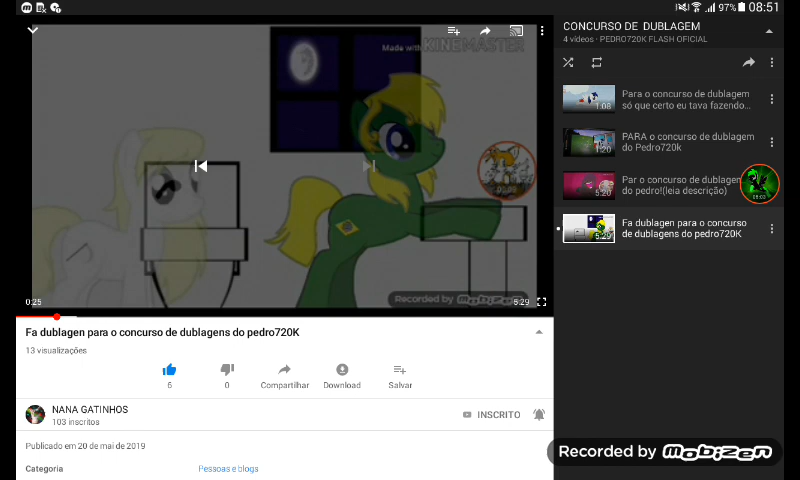 97% 08:51
Made with KINEMASTER
00:00
0:25
5:29
Recorded by mobizen
Fa dublagen para o concurso de dublagens do pedro720K
13 visualizações
6
0
Compartilhar
Download
Salvar
NANA GATINHOS
103 inscritos
INSCRITO
Publicado em 20 de mai de 2019
Categoria
Pessoas e blogs
CONCURSO DE DUBLAGEM
4 vídeos · PEDRO720K FLASH OFICIAL
1:08
Para o concurso de dublagem
só que certo eu tava fazendo...
1:20
PARA o concurso de dublagem
do Pedro720k
5:20
Par o concurso de dublagem
do pedro!(leia descrição)
5:29
Fa dublagen para o concurso
de dublagens do pedro720K
Recorded by mobizen